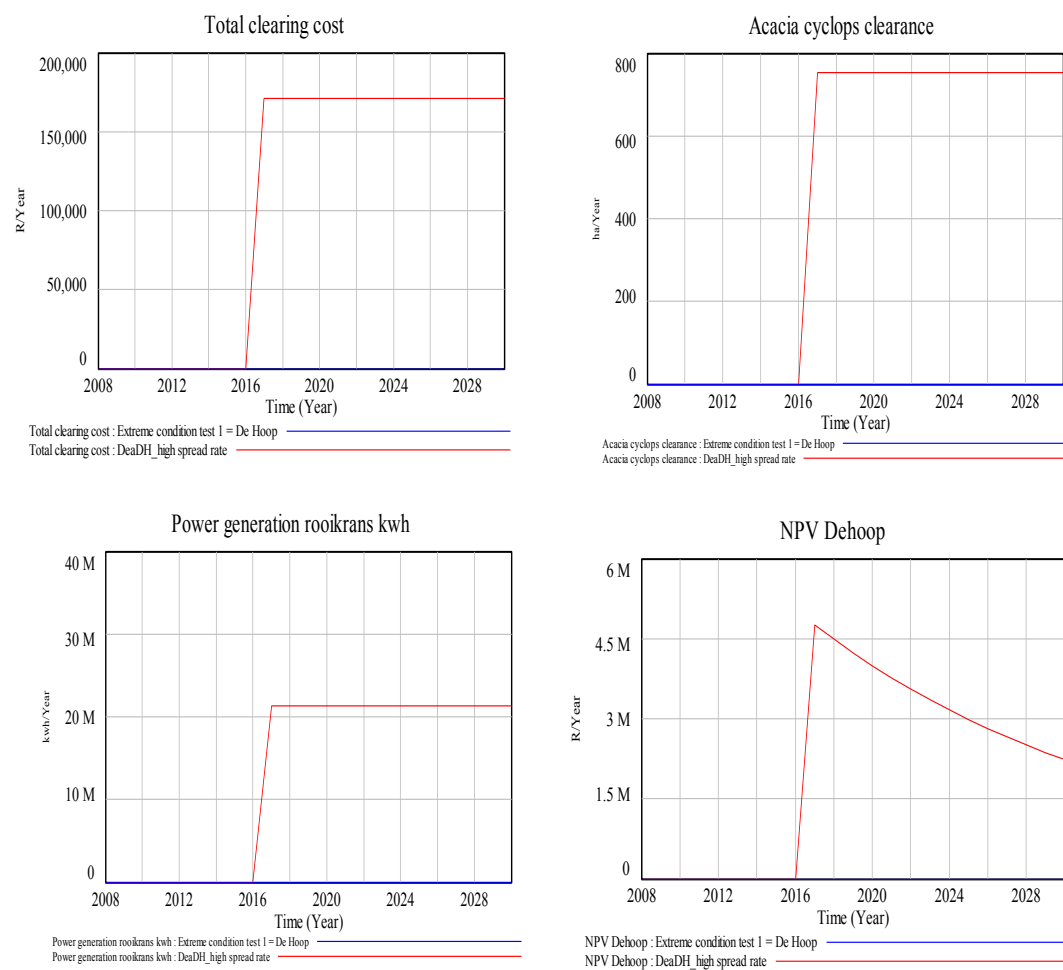 Total clearing cost
200,000
150,000
100,000
50,000
0
R/Year
2008 2012 2016 2020 2024 2028
Time (Year)
Total clearing cost : Extreme condition test 1 = De Hoop
Total clearing cost : DeaDH_high spread rate
Acacia cyclops clearance
800
600
400
200
0
ha/Year
2008 2012 2016 2020 2024 2028
Time (Year)
Acacia cyclops clearance : Extreme condition test 1 = De Hoop
Acacia cyclops clearance : DeaDH_high spread rate
Power generation rooikrans kwh
40 M
30 M
20 M
10 M
0
kwh/Year
2008 2012 2016 2020 2024 2028
Time (Year)
Power generation rooikrans kwh : Extreme condition test 1 = De Hoop
Power generation rooikrans kwh : DeaDH_high spread rate
NPV Dehoop
6 M
4.5 M
3 M
1.5 M
0
R/Year
2008 2012 2016 2020 2024 2028
Time (Year)
NPV Dehoop : Extreme condition test 1 = De Hoop
NPV Dehoop : DeaDH_high spread rate